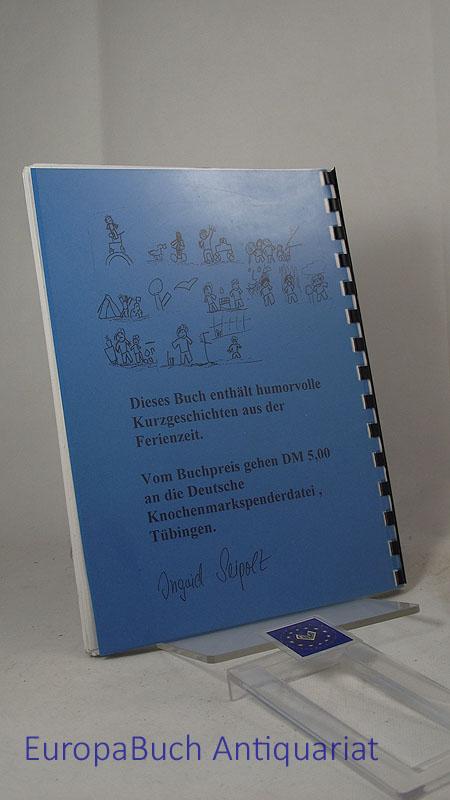 Dieses Buch enthält humorvolle
Kurzgeschichten aus der
Ferienzeit.
Vom Buchpreis gehen DM 5,00
an die Deutsche
Knochenmarkspenderdatei ,
Tübingen.
Ingrid Seipolt
EuropaBuch Antiquariat